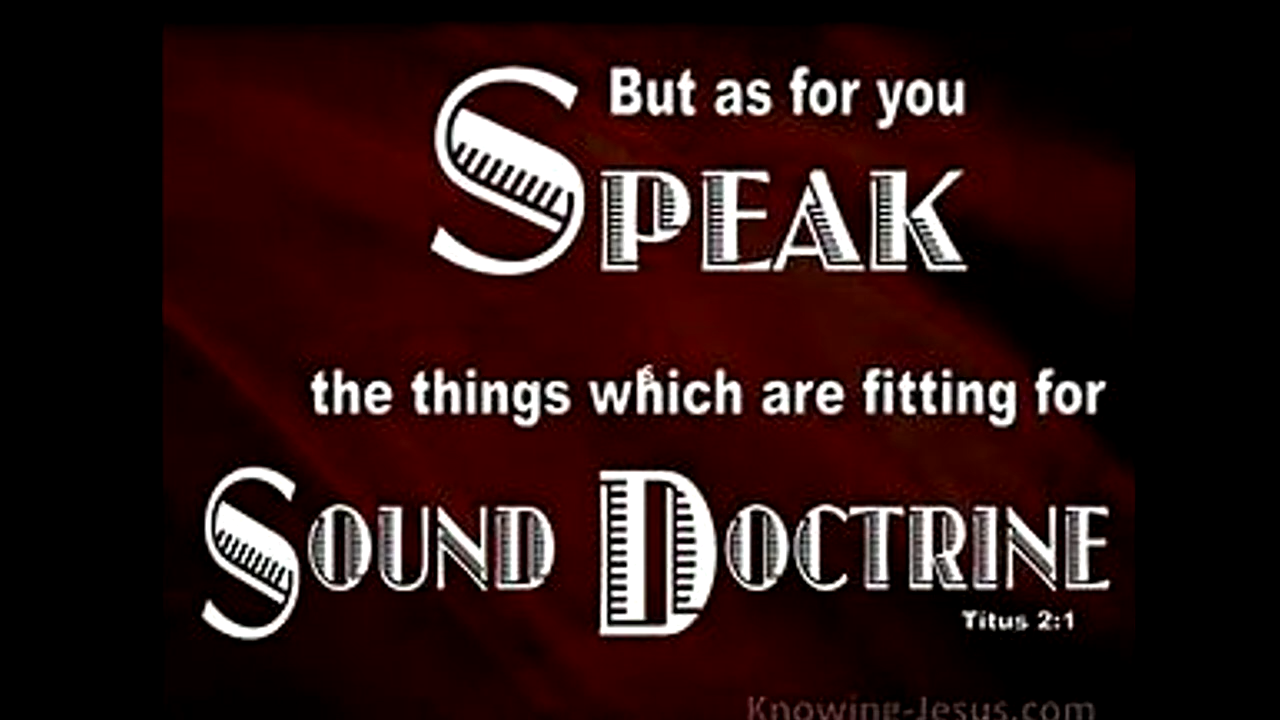 But as for you
SPEAK
the things which are fitting for
SOUND DOCTRINE
Titus 2:1
Knowing-Jesus.com